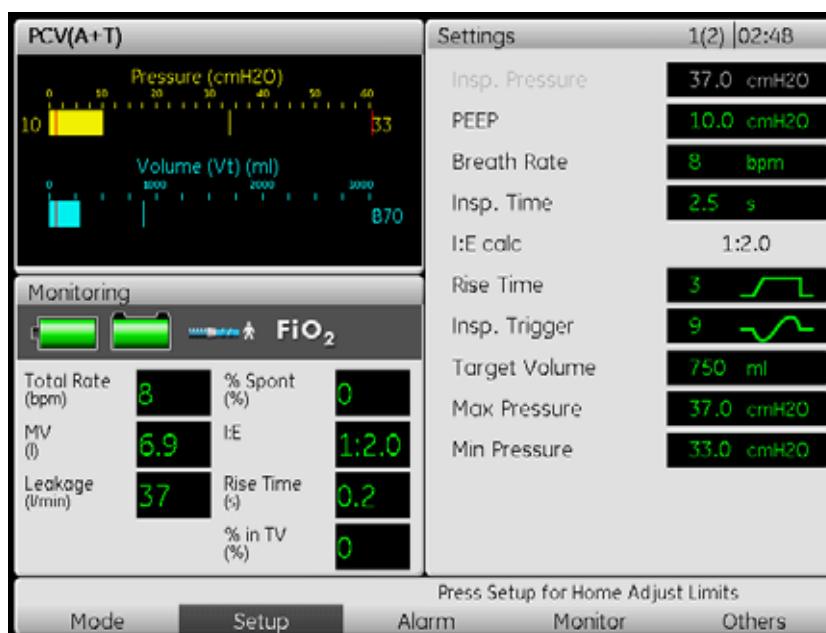 PCV(A+T)
Pressure (cmH2O)
0 10 20 30 40 50 60
10 33
Volume (Vt) (ml)
0 1000 2000 3000
870
Monitoring
FiO2
Total Rate (bpm) 8 % Spont (%) 0
MV (l) 6.9 I:E 1:2.0
Leakage (l/min) 37 Rise Time (s) 0.2
% in TV (%) 0
Settings 1(2) 02:48
Insp. Pressure 37.0 cmH2O
PEEP 10.0 cmH2O
Breath Rate 8 bpm
Insp. Time 2.5 s
I:E calc 1:2.0
Rise Time 3
Insp. Trigger 9
Target Volume 750 ml
Max Pressure 37.0 cmH2O
Min Pressure 33.0 cmH2O
Press Setup for Home Adjust Limits
Mode Setup Alarm Monitor Others